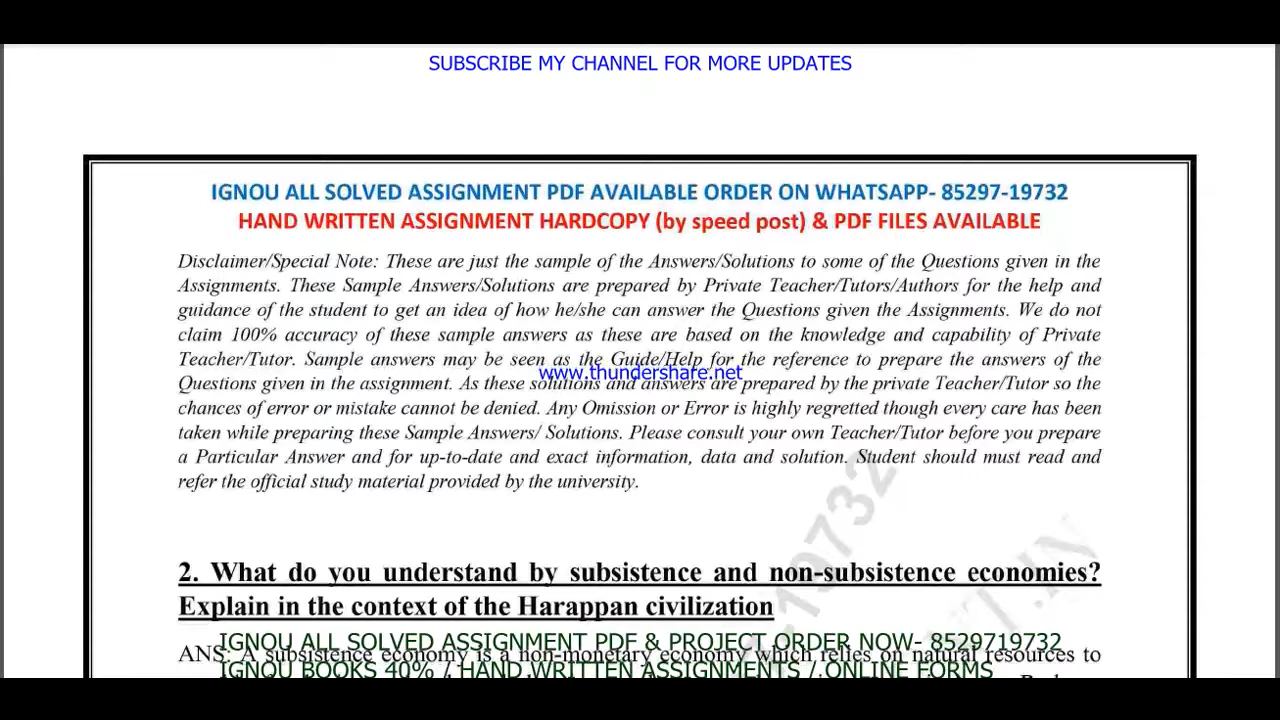 SUBSCRIBE MY CHANNEL FOR MORE UPDATES
IGNOU ALL SOLVED ASSIGNMENT PDF AVAILABLE ORDER ON WHATSAPP- 85297-19732
HAND WRITTEN ASSIGNMENT HARDCOPY (by speed post) & PDF FILES AVAILABLE
Disclaimer/Special Note: These are just the sample of the Answers/Solutions to some of the Questions given in the
Assignments. These Sample Answers/Solutions are prepared by Private Teacher/Tutors/Authors for the help and
guidance of the student to get an idea of how he/she can answer the Questions given the Assignments. We do not
claim 100% accuracy of these sample answers as these are based on the knowledge and capability of Private
Teacher/Tutor. Sample answers may be seen as the Guide/Help for the reference to prepare the answers of the
www.thundershare.net
Questions given in the assignment. As these solutions and answers are prepared by the private Teacher/Tutor so the
chances of error or mistake cannot be denied. Any Omission or Error is highly regretted though every care has been
taken while preparing these Sample Answers/ Solutions. Please consult your own Teacher/Tutor before you prepare
a Particular Answer and for up-to-date and exact information, data and solution. Student should must read and
refer the official study material provided by the university.
2. What do you understand by subsistence and non-subsistence economies?
Explain in the context of the Harappan civilization
IGNOU ALL SOLVED ASSIGNMENT PDF & PROJECT ORDER NOW- 8529719732
ANS. A subsistence economy is a non-monetary economy which relies on natural resources to
IGNOU BOOKS 40% / HAND WRITTEN ASSIGNMENTS / ONLINE FORMS
-19732